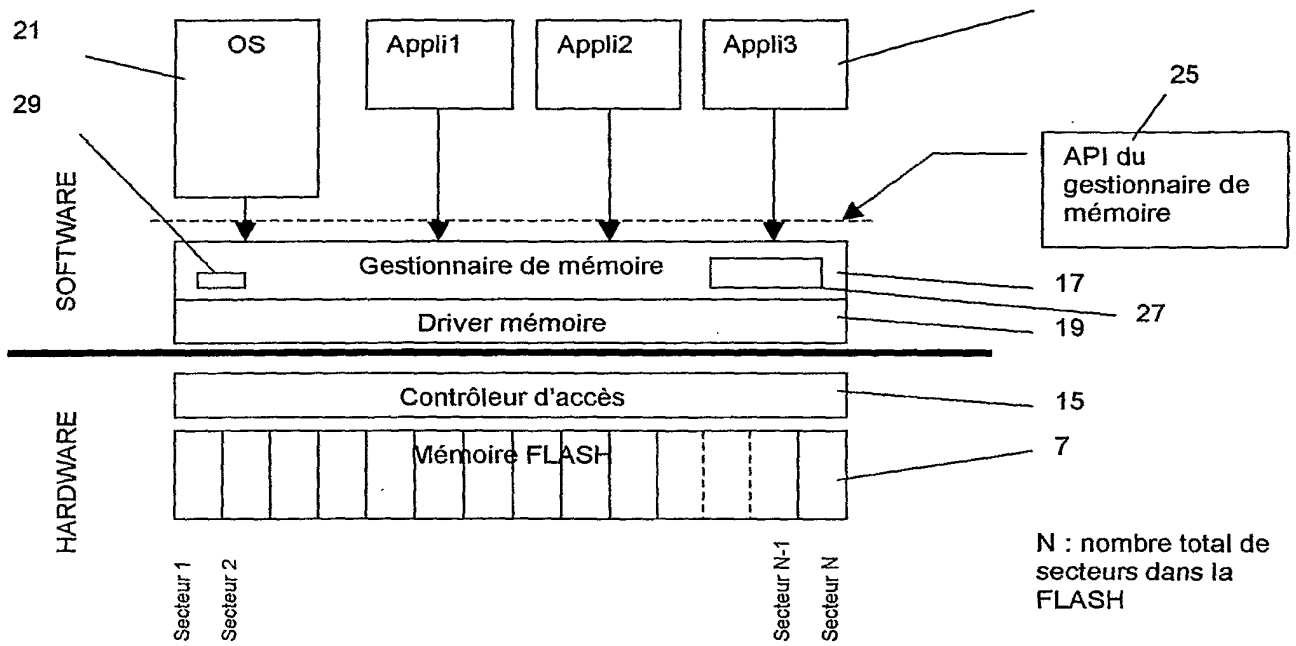 21
OS
Appli1
Appli2
Appli3
25
29
API du
gestionnaire de
mémoire
SOFTWARE
Gestionnaire de mémoire
17
27
Driver mémoire
19
Contrôleur d'accès
15
HARDWARE
Mémoire FLASH
7
Secteur 1
Secteur 2
Secteur N-1
Secteur N
N : nombre total de
secteurs dans la
FLASH